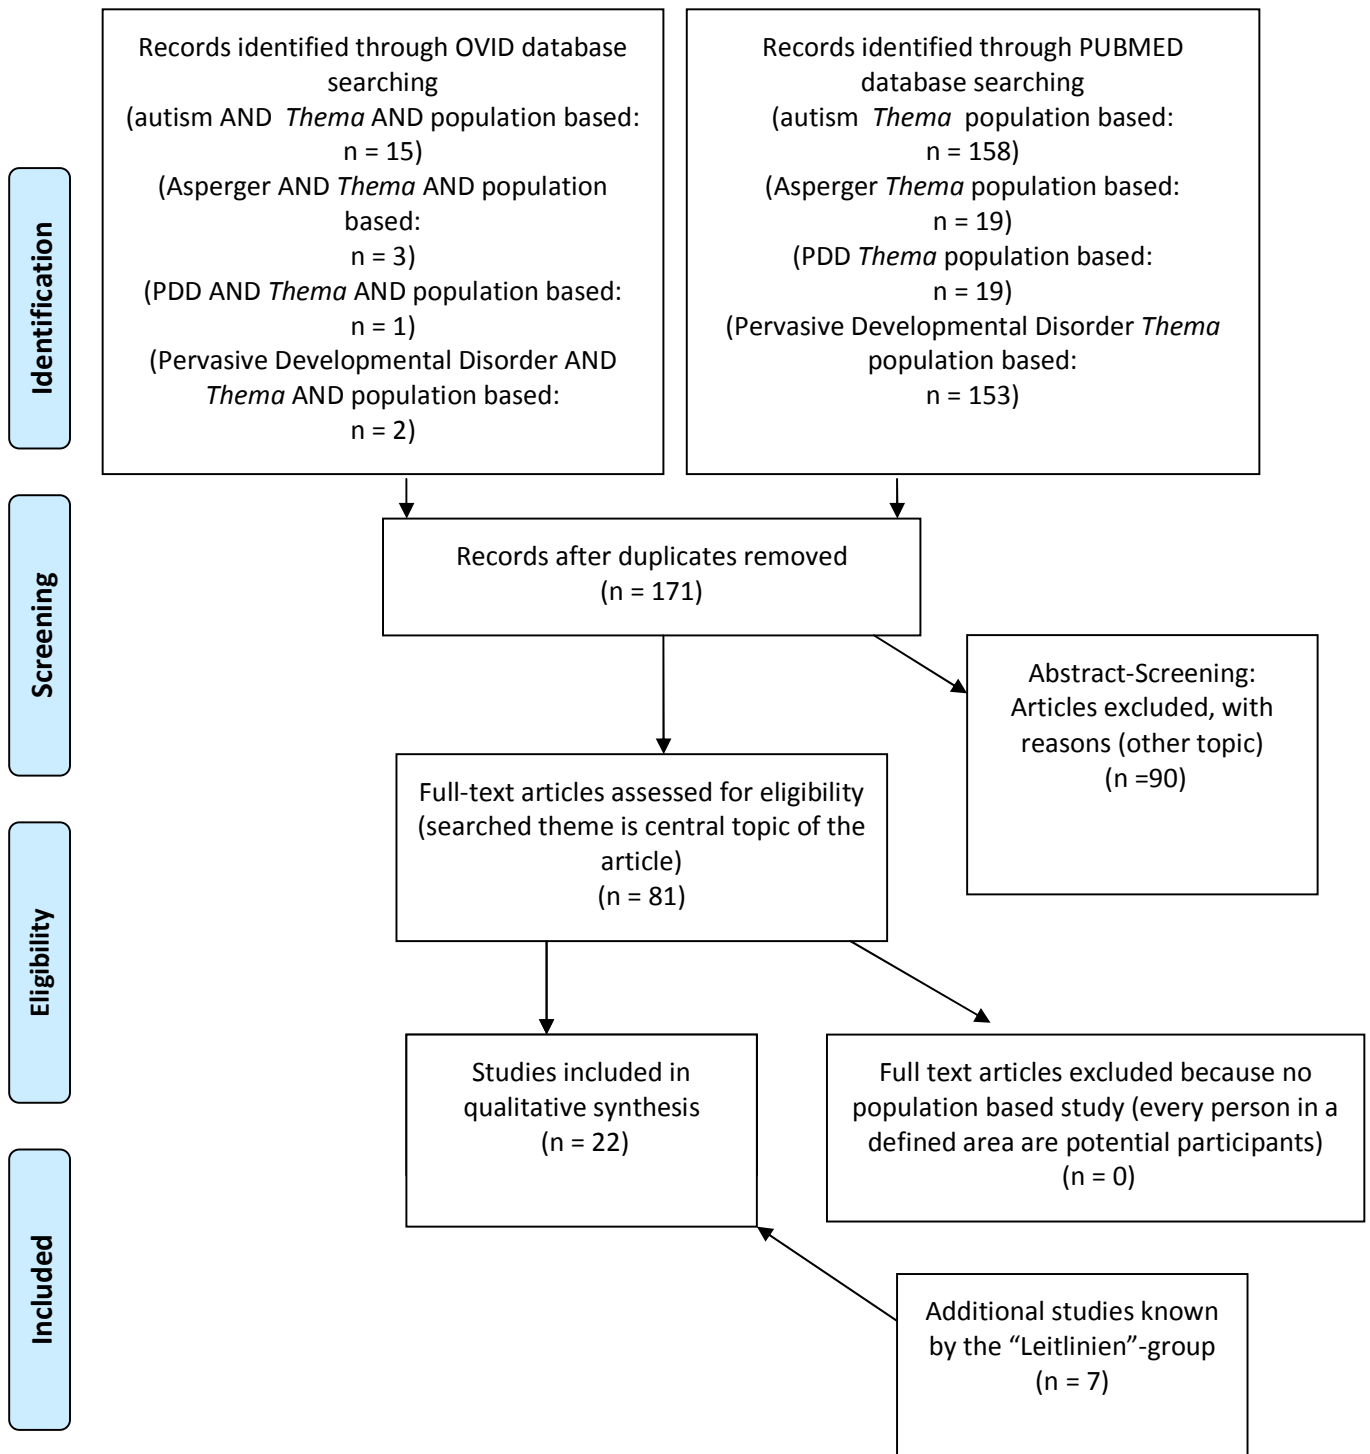 Records identified through OVID database
searching
(autism AND Thema AND population based:
n = 15)
(Asperger AND Thema AND population
based:
n = 3)
(PDD AND Thema AND population based:
n = 1)
(Pervasive Developmental Disorder AND
Thema AND population based:
n = 2)
Records identified through PUBMED
database searching
(autism Thema population based:
n = 158)
(Asperger Thema population based:
n = 19)
(PDD Thema population based:
n = 19)
(Pervasive Developmental Disorder Thema
population based:
n = 153)
Identification
Records after duplicates removed
(n = 171)
Screening
Abstract-Screening:
Articles excluded, with
reasons (other topic)
(n =90)
Full-text articles assessed for eligibility
(searched theme is central topic of the
article)
(n = 81)
Eligibility
Studies included in
qualitative synthesis
(n = 22)
Full text articles excluded because no
population based study (every person in a
defined area are potential participants)
(n = 0)
Included
Additional studies known
by the “Leitlinien”-group
(n = 7)